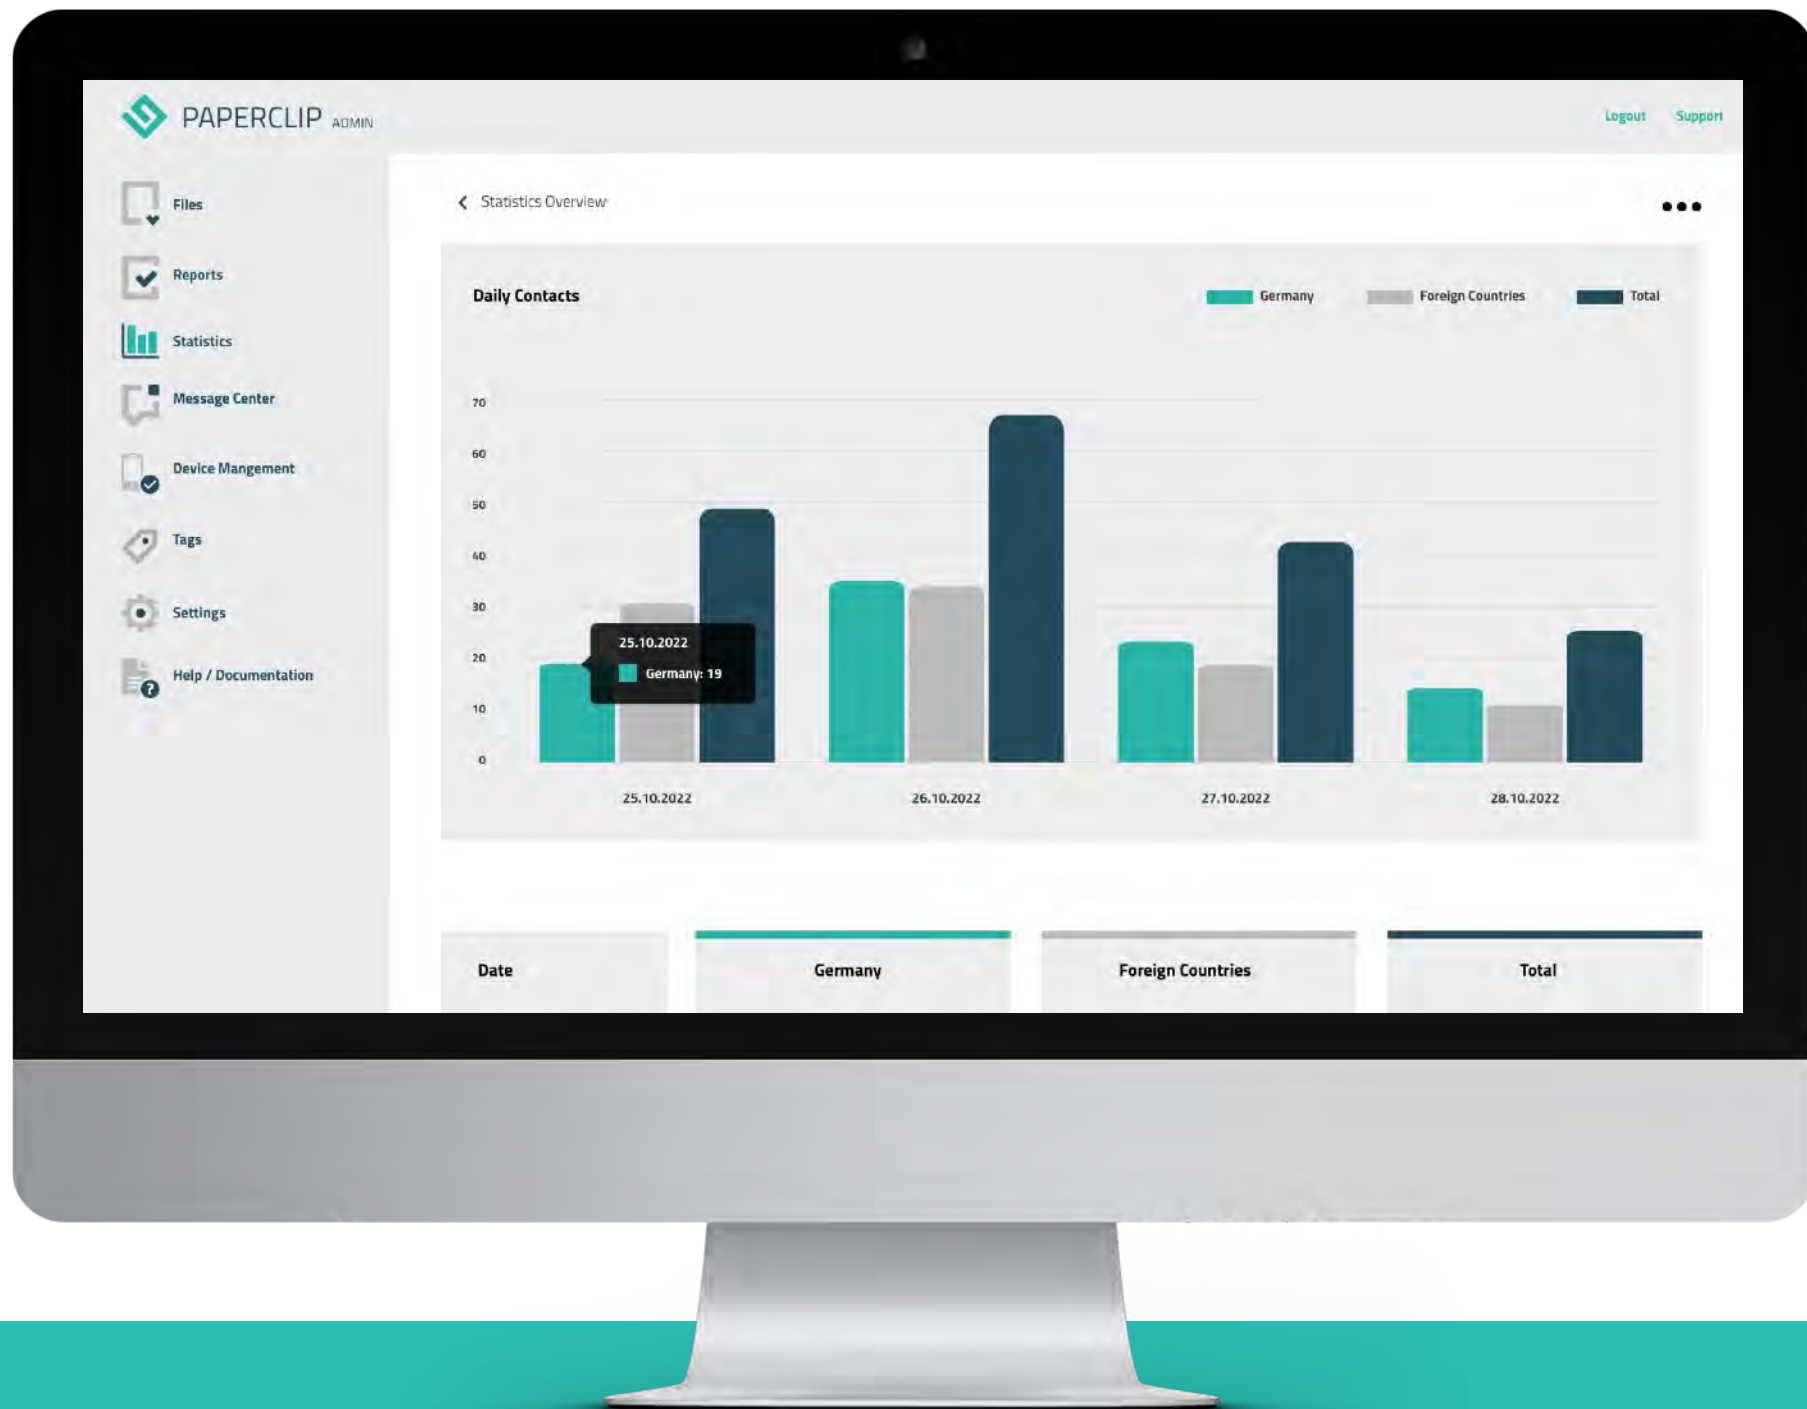 PAPERCLIP ADMIN
Logout Support
Files
Reports
Statistics
Message Center
Device Mangement
Tags
Settings
Help / Documentation
Statistics Overview
Daily Contacts
Germany Foreign Countries Total
70
60
50
40
30
20
10
0
25.10.2022
Germany: 19
25.10.2022 26.10.2022 27.10.2022 28.10.2022
Date Germany Foreign Countries Total